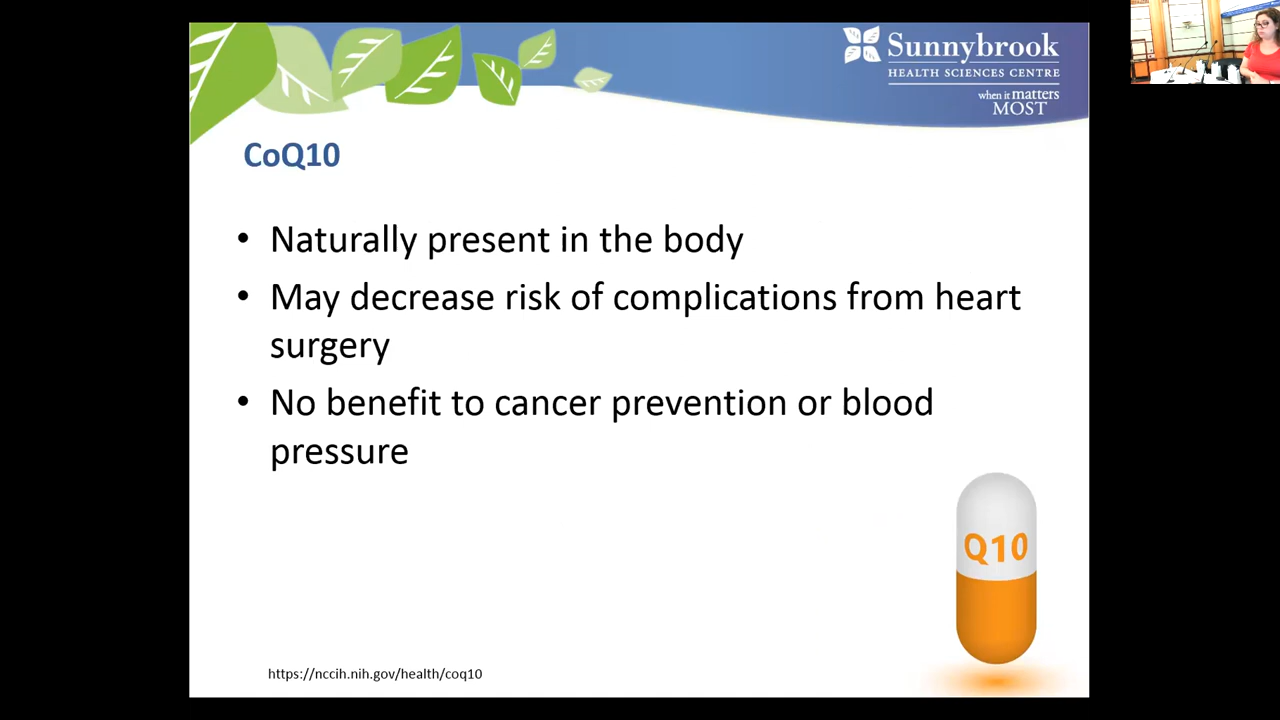 Sunnybrook
HEALTH SCIENCES CENTRE
when it matters
MOST
CoQ10
• Naturally present in the body
• May decrease risk of complications from heart
surgery
• No benefit to cancer prevention or blood
pressure
Q10
https://nccih.nih.gov/health/coq10